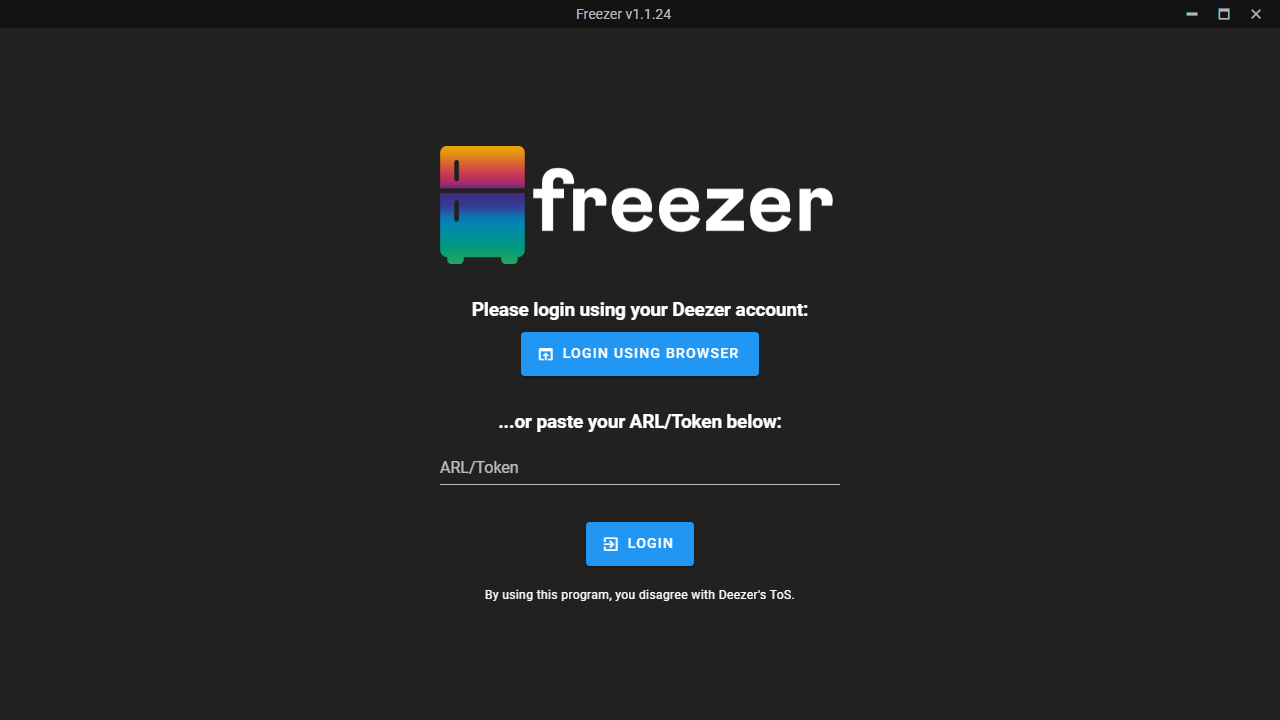 Freezer v1.1.24
freezer
Please login using your Deezer account:
LOGIN USING BROWSER
...or paste your ARL/Token below:
ARL/Token
LOGIN
By using this program, you disagree with Deezer's ToS.